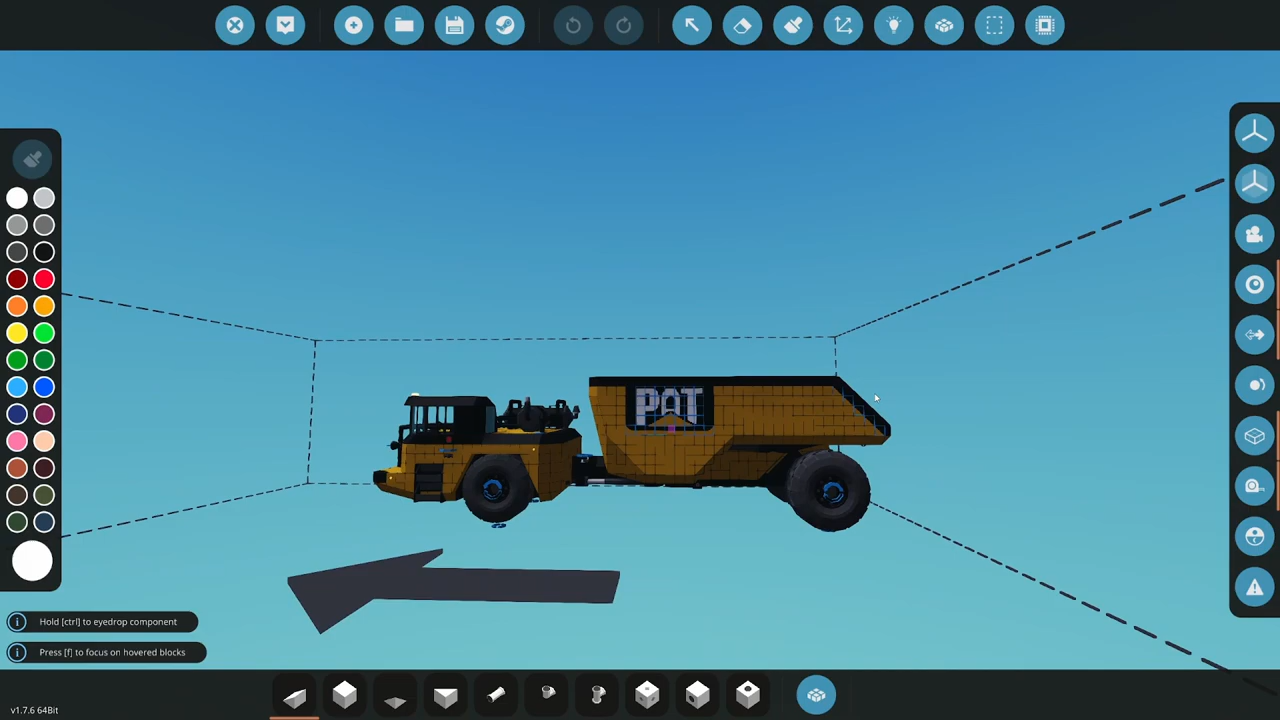 PAT
Hold [ctrl] to eyedrop component
Press [f] to focus on hovered blocks
v1.7.6 64Bit